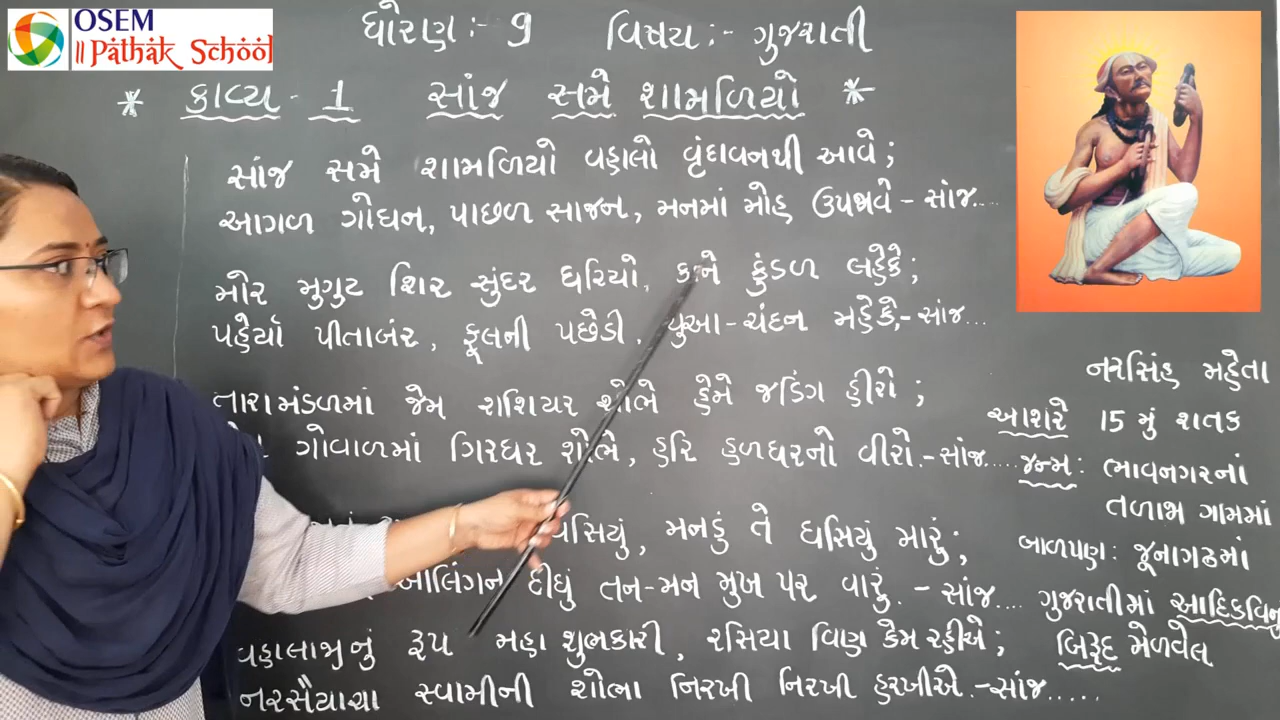 OSEM
|| Pathak School
ધોરણ:- 9 વિષય:- ગુજરાતી
* કાવ્ય - 1 સાંજ સમે શામળિયો *
સાંજ સમે શામળિયો વહાલો વૃંદાવનથી આવે;
આગળ ગોધન, પાછળ સાજન, મનમાં મોહ ઉપજાવે - સાંજ....
મોર મુગુટ શિર સુંદર ધરિયો, કાને કુંડળ લહેકે;
પહેર્યાં પીતાબંર, ફૂલની પછેડી, ચુઆ-ચંદન મહેકે,- સાંજ...
તારામંડળમાં જેમ શશિયર શોભે હેમે જડિંગ હીરો;
ગોવાળમાં ગિરધર શોભે, હરિ હળધરનો વીરો.- સાંજ.....
મનડું તે ધસિયું મારું;
આલિંગન દીધું તન-મન મુખ પર વારું. - સાંજ....
વહાલાજીનું રૂપ મહા શુભકારી, રસિયા વિણ કેમ રહીએ;
નરસૈયાચા સ્વામીની શોભા નિરખી નિરખી હરખીએ.-સાંજ.....
નરસિંહ મહેતા
આશરે 15 મું શતક
જન્મ: ભાવનગરનાં
તળાજા ગામમાં
બાળપણ: જૂનાગઢમાં
ગુજરાતીમાં આદિકવિનુ
બિરૂદ મેળવેલ